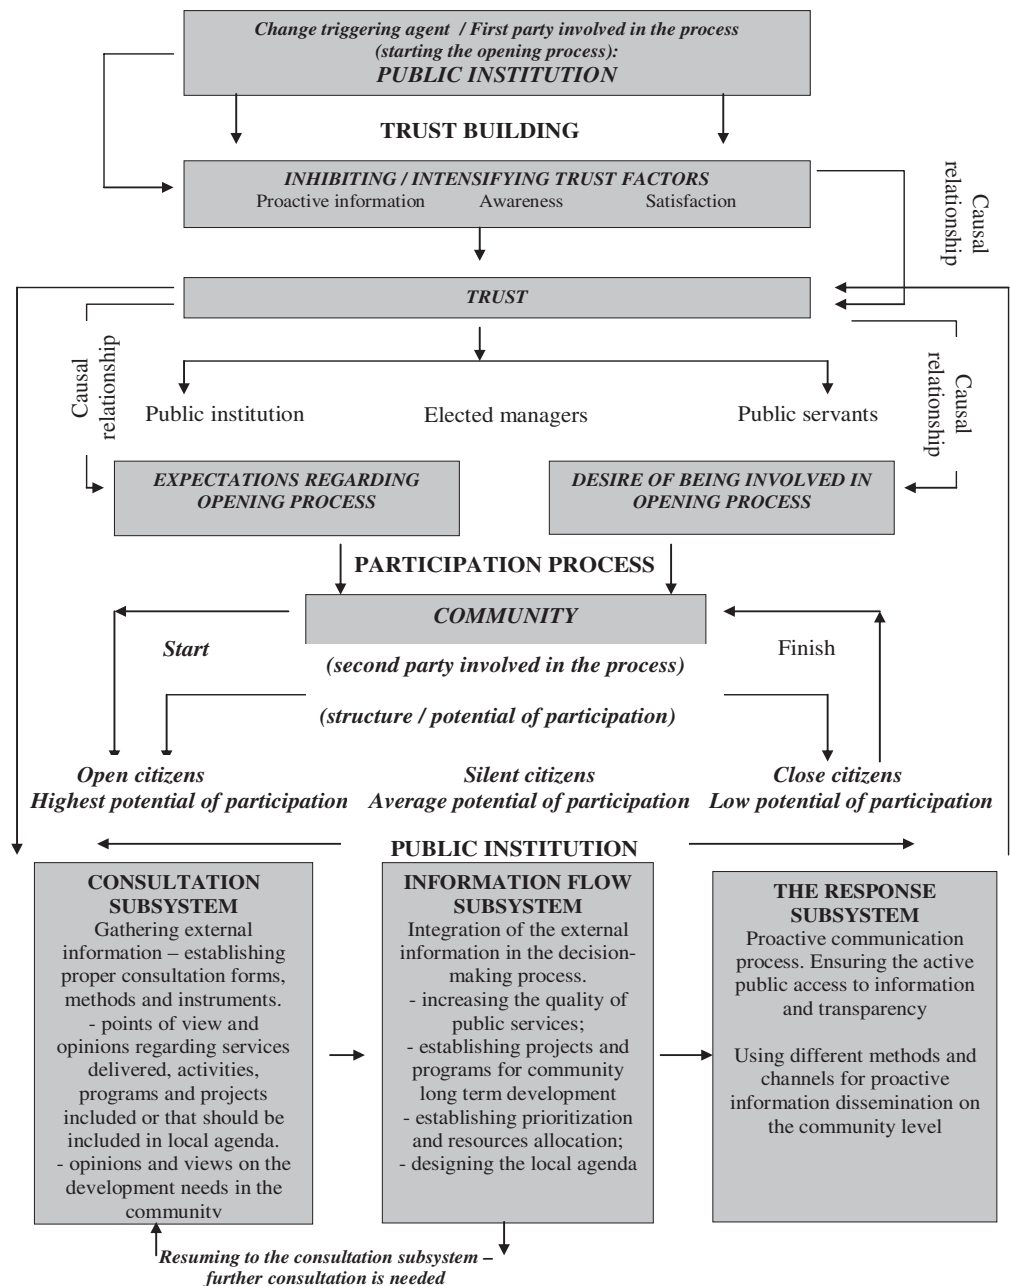 Change triggering agent / First party involved in the process
(starting the opening process):
PUBLIC INSTITUTION
TRUST BUILDING
INHIBITING / INTENSIFYING TRUST FACTORS
Proactive information Awareness Satisfaction
Causal
relationship
TRUST
Causal
relationship
Causal
relationship
Public institution Elected managers Public servants
EXPECTATIONS REGARDING
OPENING PROCESS
DESIRE OF BEING INVOLVED IN
OPENING PROCESS
PARTICIPATION PROCESS
COMMUNITY
Start
Finish
(second party involved in the process)
(structure / potential of participation)
Open citizens
Highest potential of participation
Silent citizens
Average potential of participation
Close citizens
Low potential of participation
PUBLIC INSTITUTION
CONSULTATION
SUBSYSTEM
Gathering external
information – establishing
proper consultation forms,
methods and instruments.
- points of view and
opinions regarding services
delivered, activities,
programs and projects
included or that should be
included in local agenda.
- opinions and views on the
development needs in the
community
INFORMATION FLOW
SUBSYSTEM
Integration of the external
information in the decision-
making process.
- increasing the quality of
public services;
- establishing projects and
programs for community
long term development
- establishing prioritization
and resources allocation;
- designing the local agenda
THE RESPONSE
SUBSYSTEM
Proactive communication
process. Ensuring the active
public access to information
and transparency
Using different methods and
channels for proactive
information dissemination on
the community level
Resuming to the consultation subsystem –
further consultation is needed